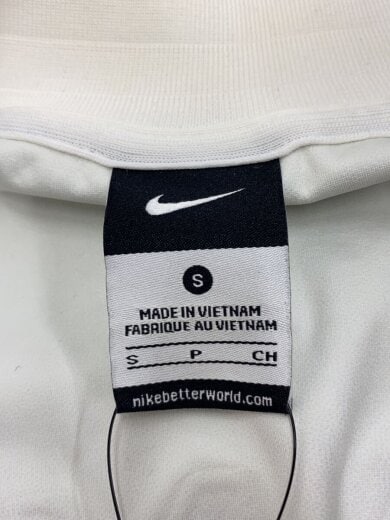 S
MADE IN VIETNAM
FABRIQUE AU VIETNAM
S P CH
nikebetterworld.com